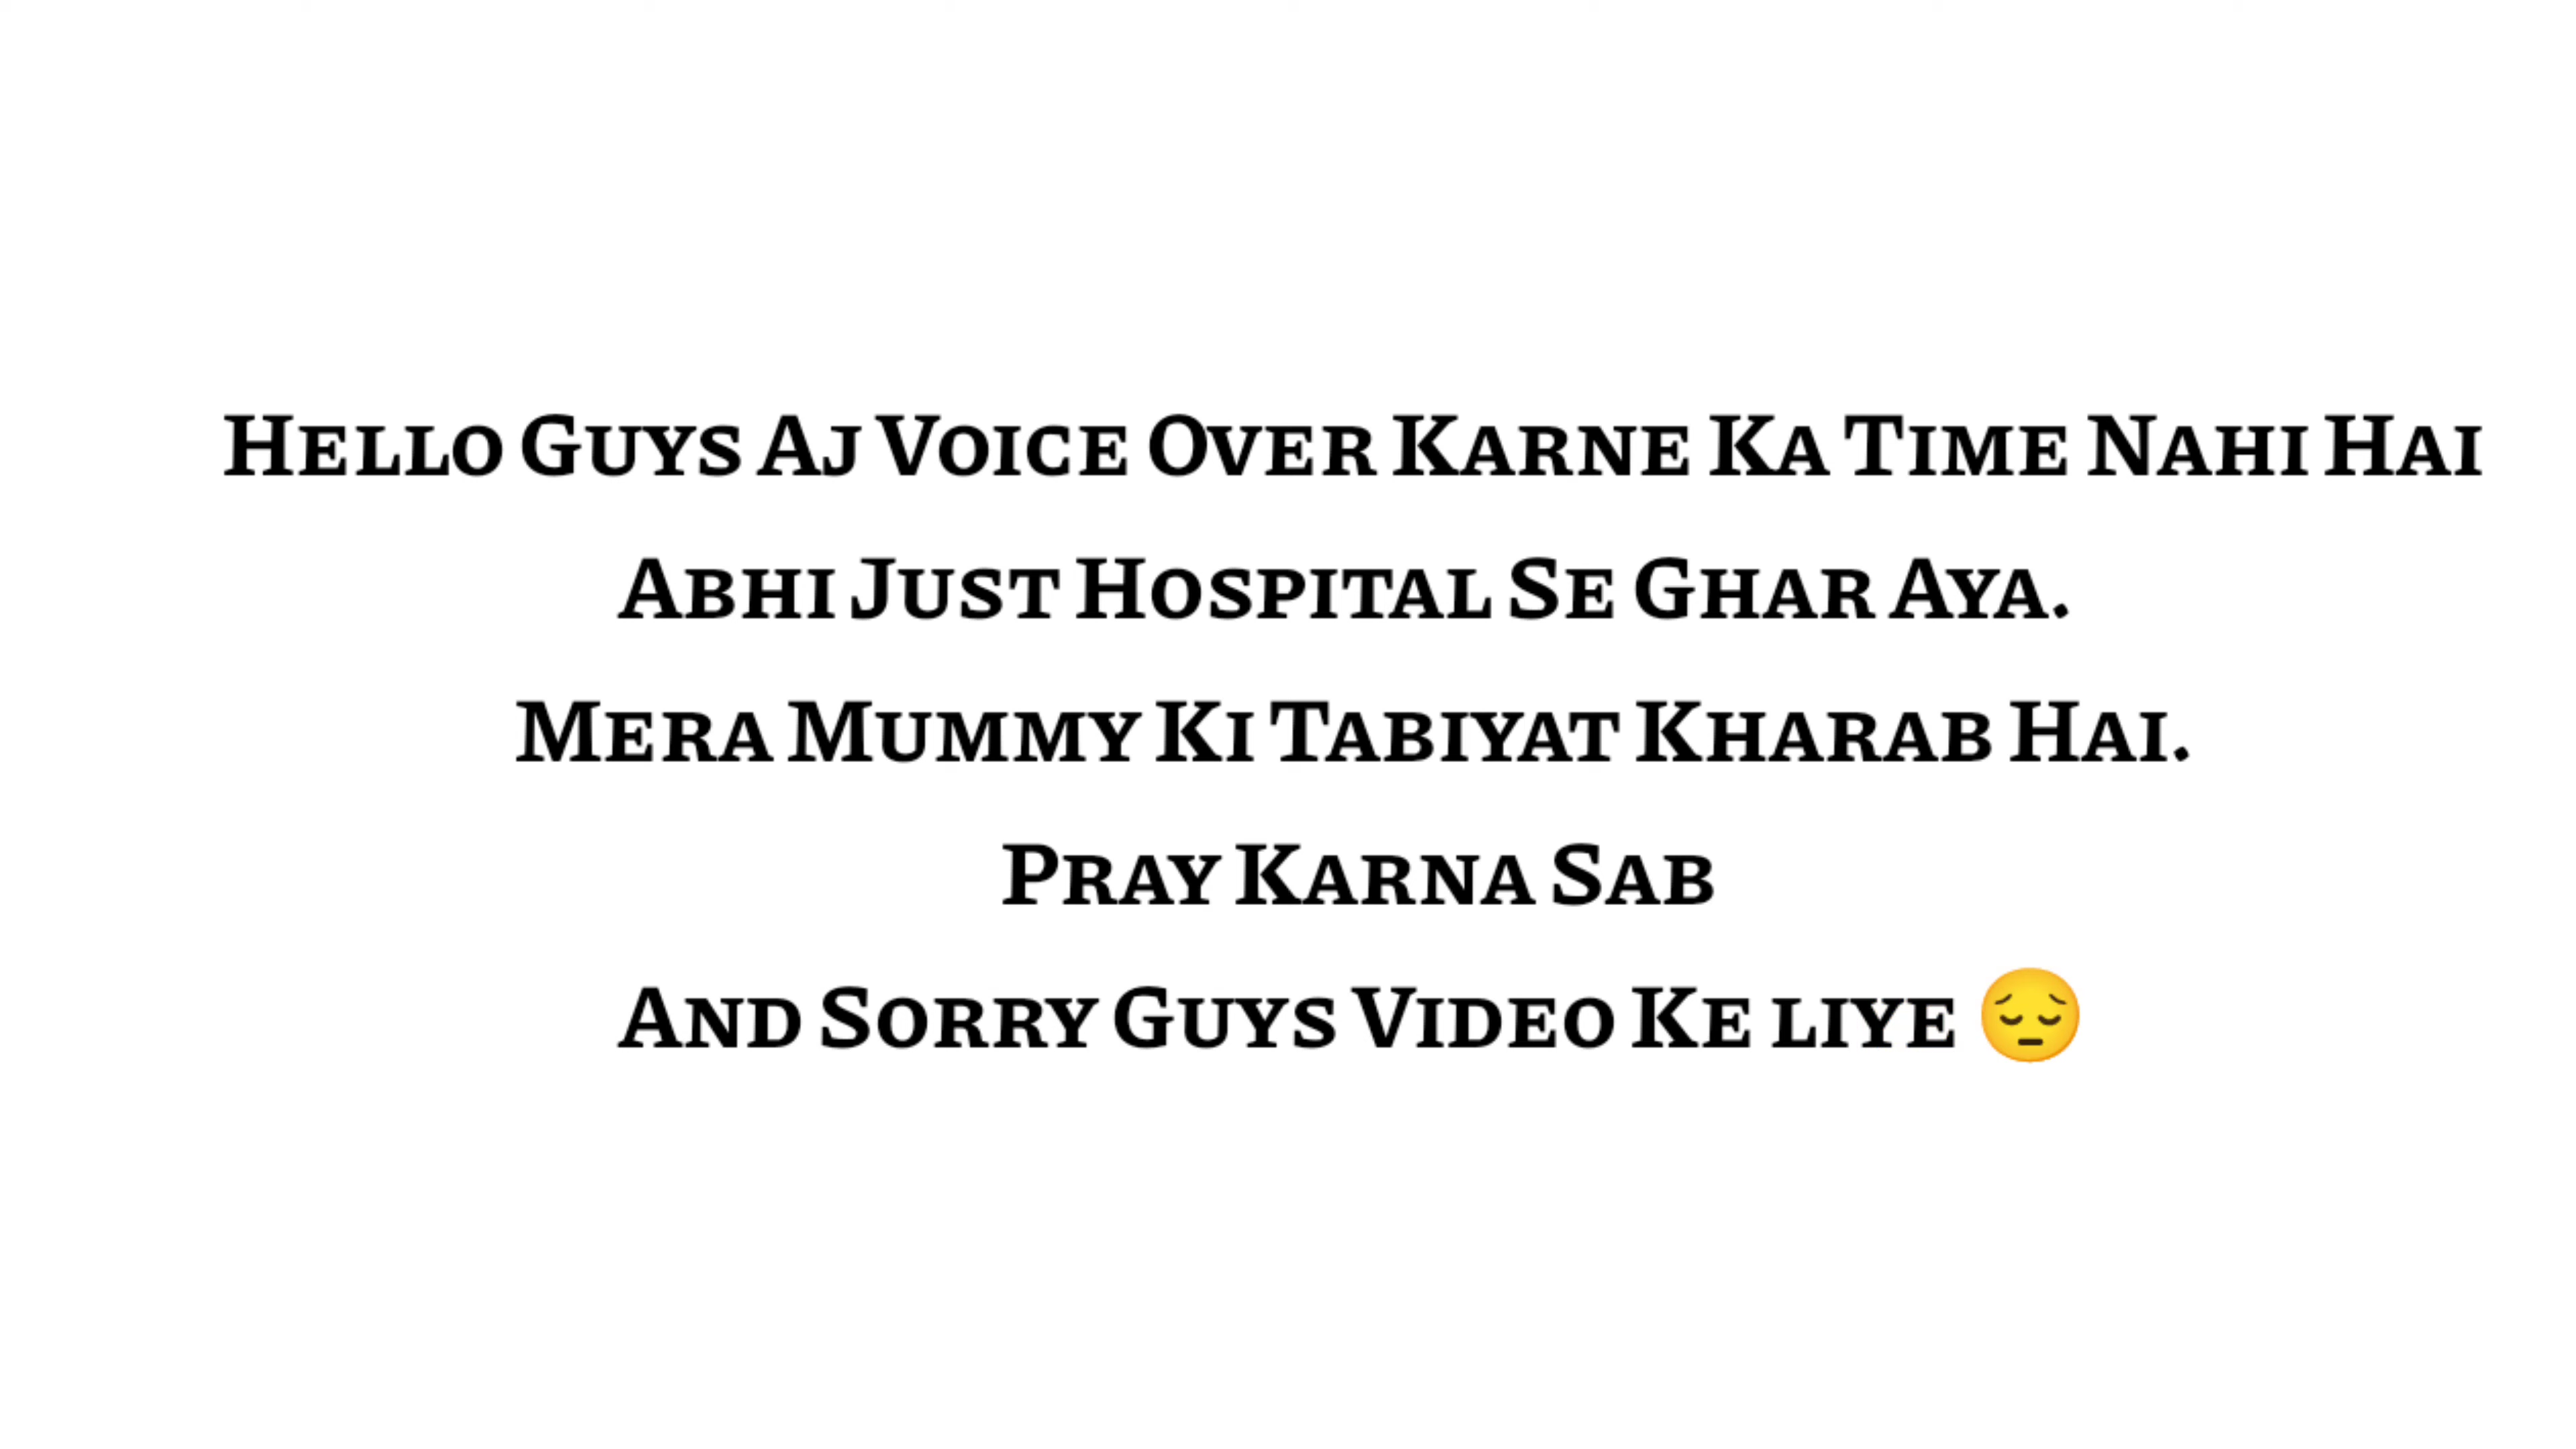 Hello Guys Aj Voice Over Karne Ka Time Nahi Hai
Abhi Just Hospital Se Ghar Aya.
Mera Mummy Ki Tabiyat Kharab Hai.
Pray Karna Sab
And Sorry Guys Video Ke liye 😔